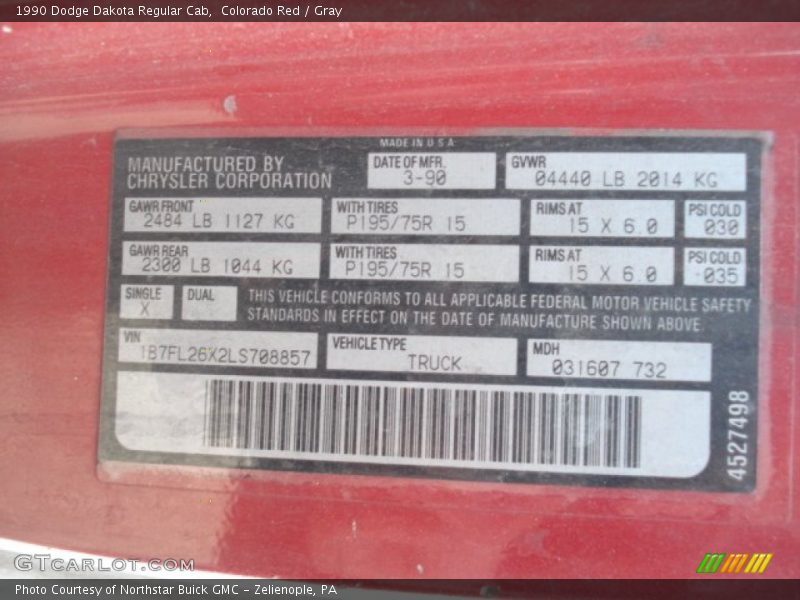 1990 Dodge Dakota Regular Cab,  Colorado Red / Gray
MADE IN U S A
MANUFACTURED BY
CHRYSLER CORPORATION
DATE OF MFR.
3-90
GVWR
04440 LB 2014 KG
GAWR FRONT
2484 LB 1127 KG
WITH TIRES
P195/75R 15
RIMS AT
15 X 6.0
PSI COLD
030
GAWR REAR
2300 LB 1044 KG
WITH TIRES
P195/75R 15
RIMS AT
15 X 6.0
PSI COLD
035
SINGLE
X
DUAL
THIS VEHICLE CONFORMS TO ALL APPLICABLE FEDERAL MOTOR VEHICLE SAFETY
STANDARDS IN EFFECT ON THE DATE OF MANUFACTURE SHOWN ABOVE.
VIN
1B7FL26X2LS708857
VEHICLE TYPE
TRUCK
MDH
031607 732
4527498
GTCarLot.com
Photo Courtesy of Northstar Buick GMC - Zelienople, PA